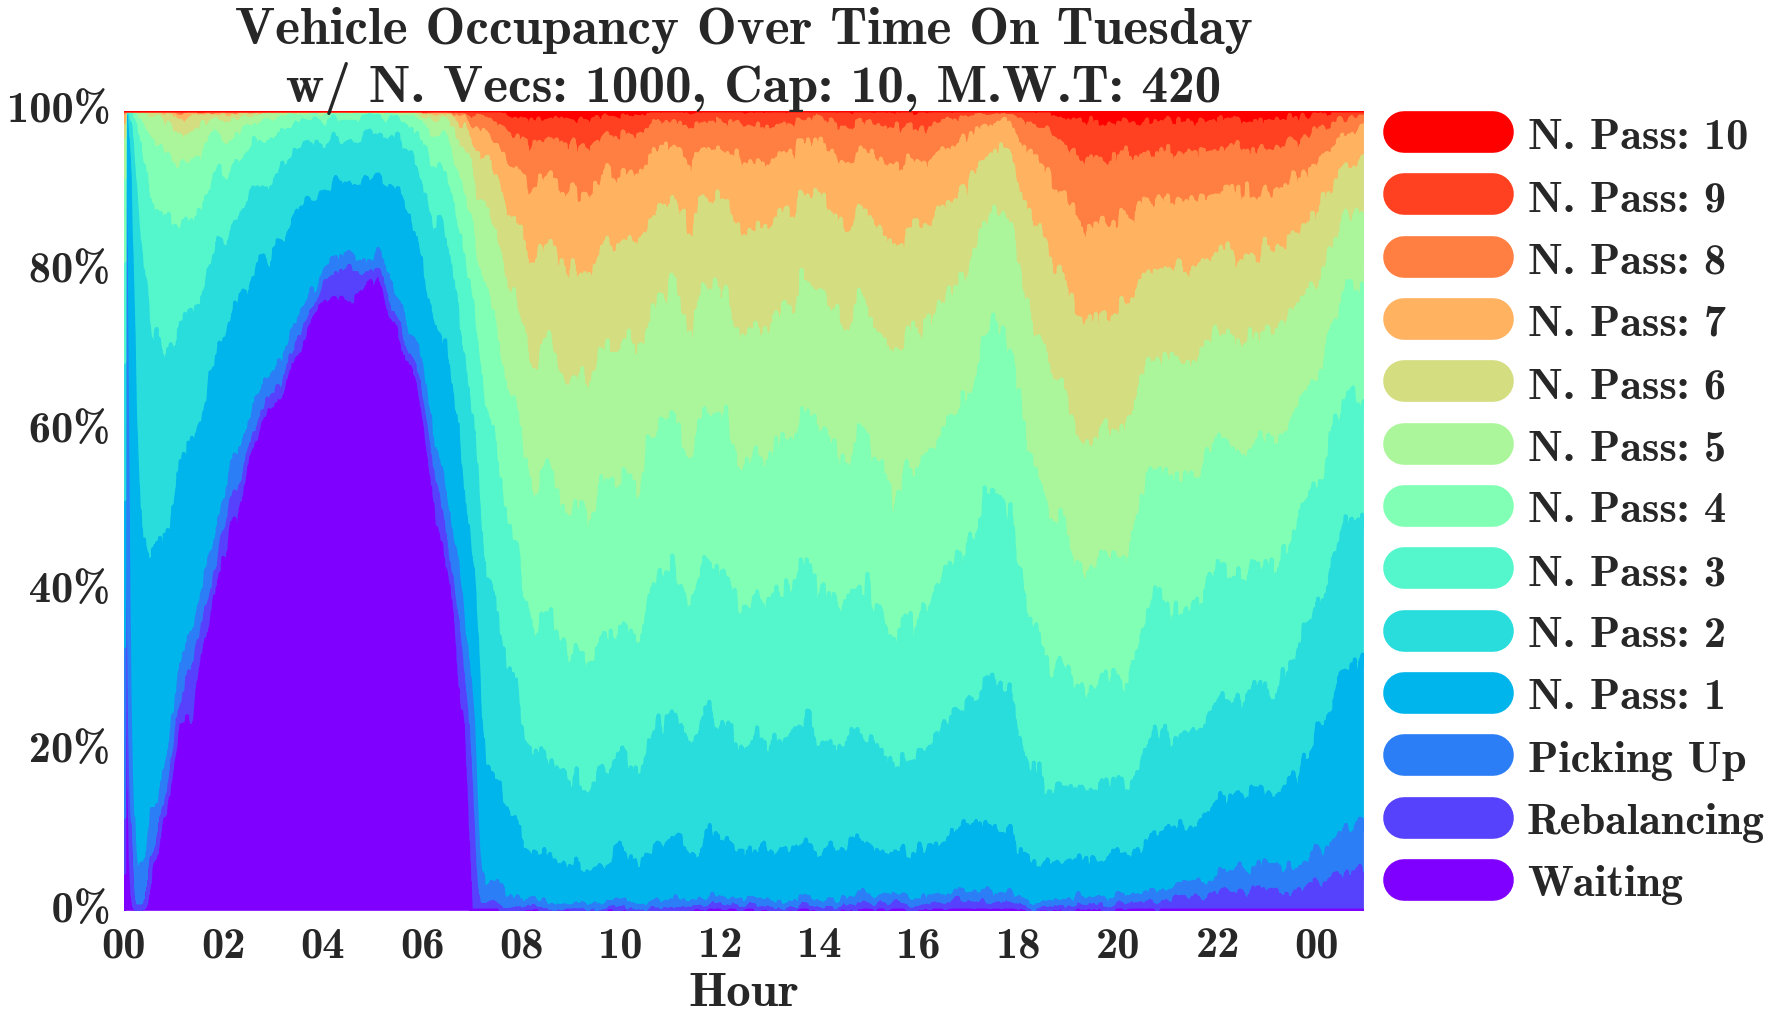 Vehicle Occupancy Over Time On Tuesday
w/ N. Vecs: 1000, Cap: 10, M.W.T: 420
100%
80%
60%
40%
20%
0%
00 02 04 06 08 10 12 14 16 18 20 22 00
Hour
N. Pass: 10
N. Pass: 9
N. Pass: 8
N. Pass: 7
N. Pass: 6
N. Pass: 5
N. Pass: 4
N. Pass: 3
N. Pass: 2
N. Pass: 1
Picking Up
Rebalancing
Waiting